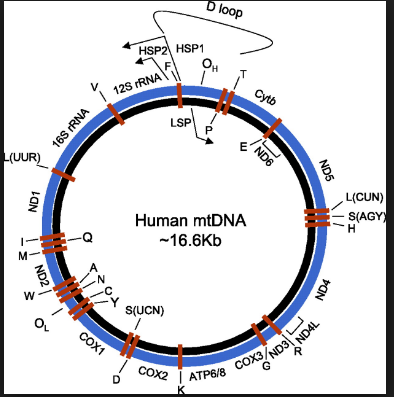 D loop
HSP2
HSP1
F
OH
T
V
12S rRNA
Cytb
16S rRNA
LSP
P
E
ND6
L(UUR)
ND5
ND1
L(CUN)
S(AGY)
H
Human mtDNA
~16.6Kb
I
Q
M
ND2
ND4
W
A
N
C
Y
OL
S(UCN)
COX1
ND4L
ND3
R
COX3
G
D
COX2
ATP6/8
K